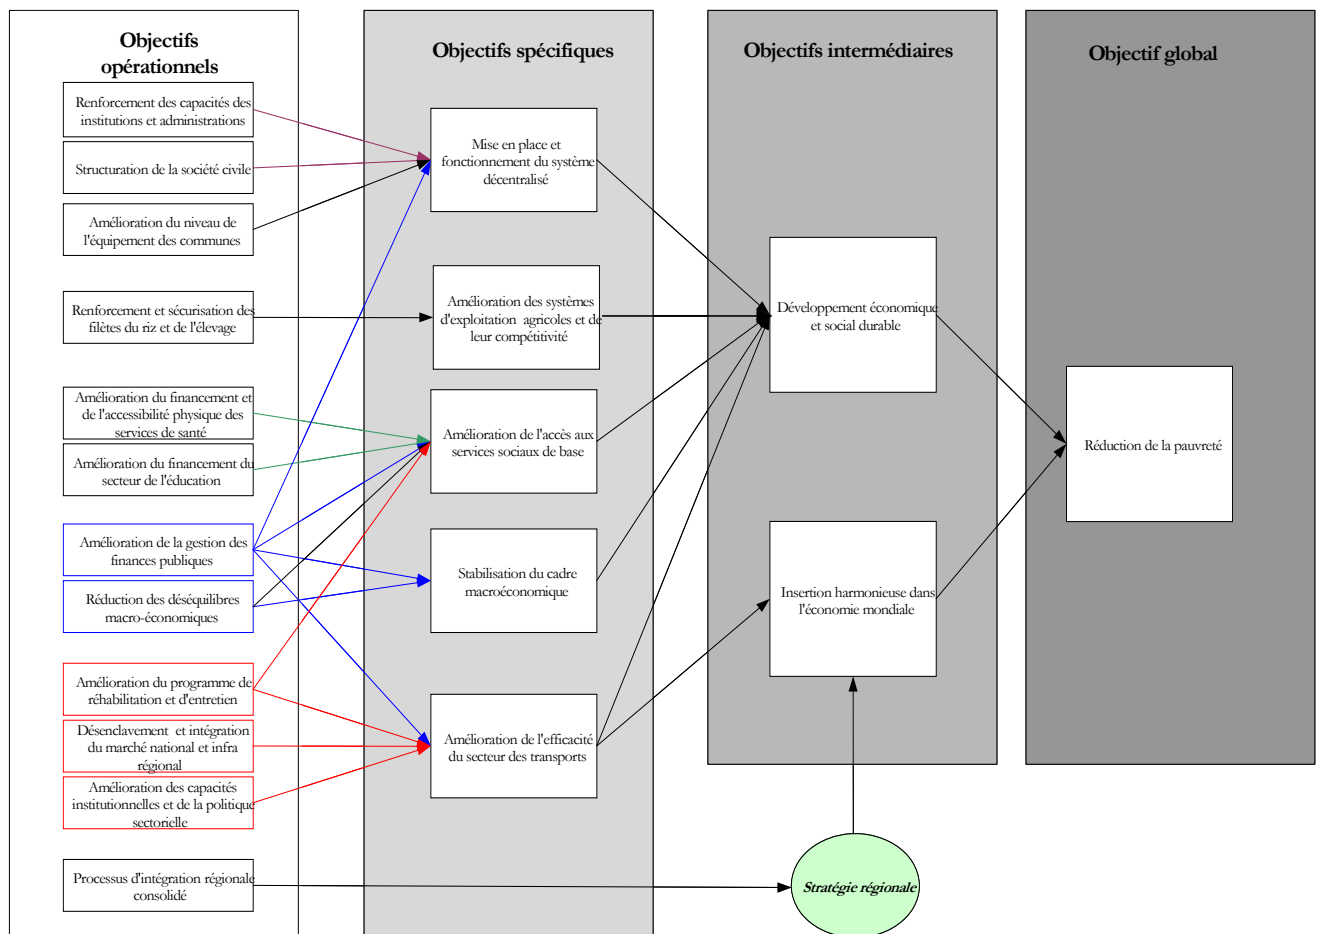 Objectifs
opérationnels
Renforcement des capacités des
institutions et administrations
Structuration de la société civile
Amélioration du niveau de
l'équipement des communes
Renforcement et sécurisation des
filètes du riz et de l'élevage
Amélioration du financement et
de l'accessibilité physique des
services de santé
Amélioration du financement du
secteur de l'éducation
Amélioration de la gestion des
finances publiques
Réduction des déséquilibres
macro-économiques
Amélioration du programme de
réhabilitation et d'entretien
Désenclavement et intégration
du marché national et infra
régional
Amélioration des capacités
institutionnelles et de la politique
sectorielle
Processus d'intégration régionale
consolidé
Objectifs spécifiques
Mise en place et
fonctionnement du système
décentralisé
Amélioration des systèmes
d'exploitation agricoles et de
leur compétitivité
Amélioration de l'accès aux
services sociaux de base
Stabilisation du cadre
macroéconomique
Amélioration de l'efficacité
du secteur des transports
Objectifs intermédiaires
Développement économique
et social durable
Insertion harmonieuse dans
l'économie mondiale
Stratégie régionale
Objectif global
Réduction de la pauvreté